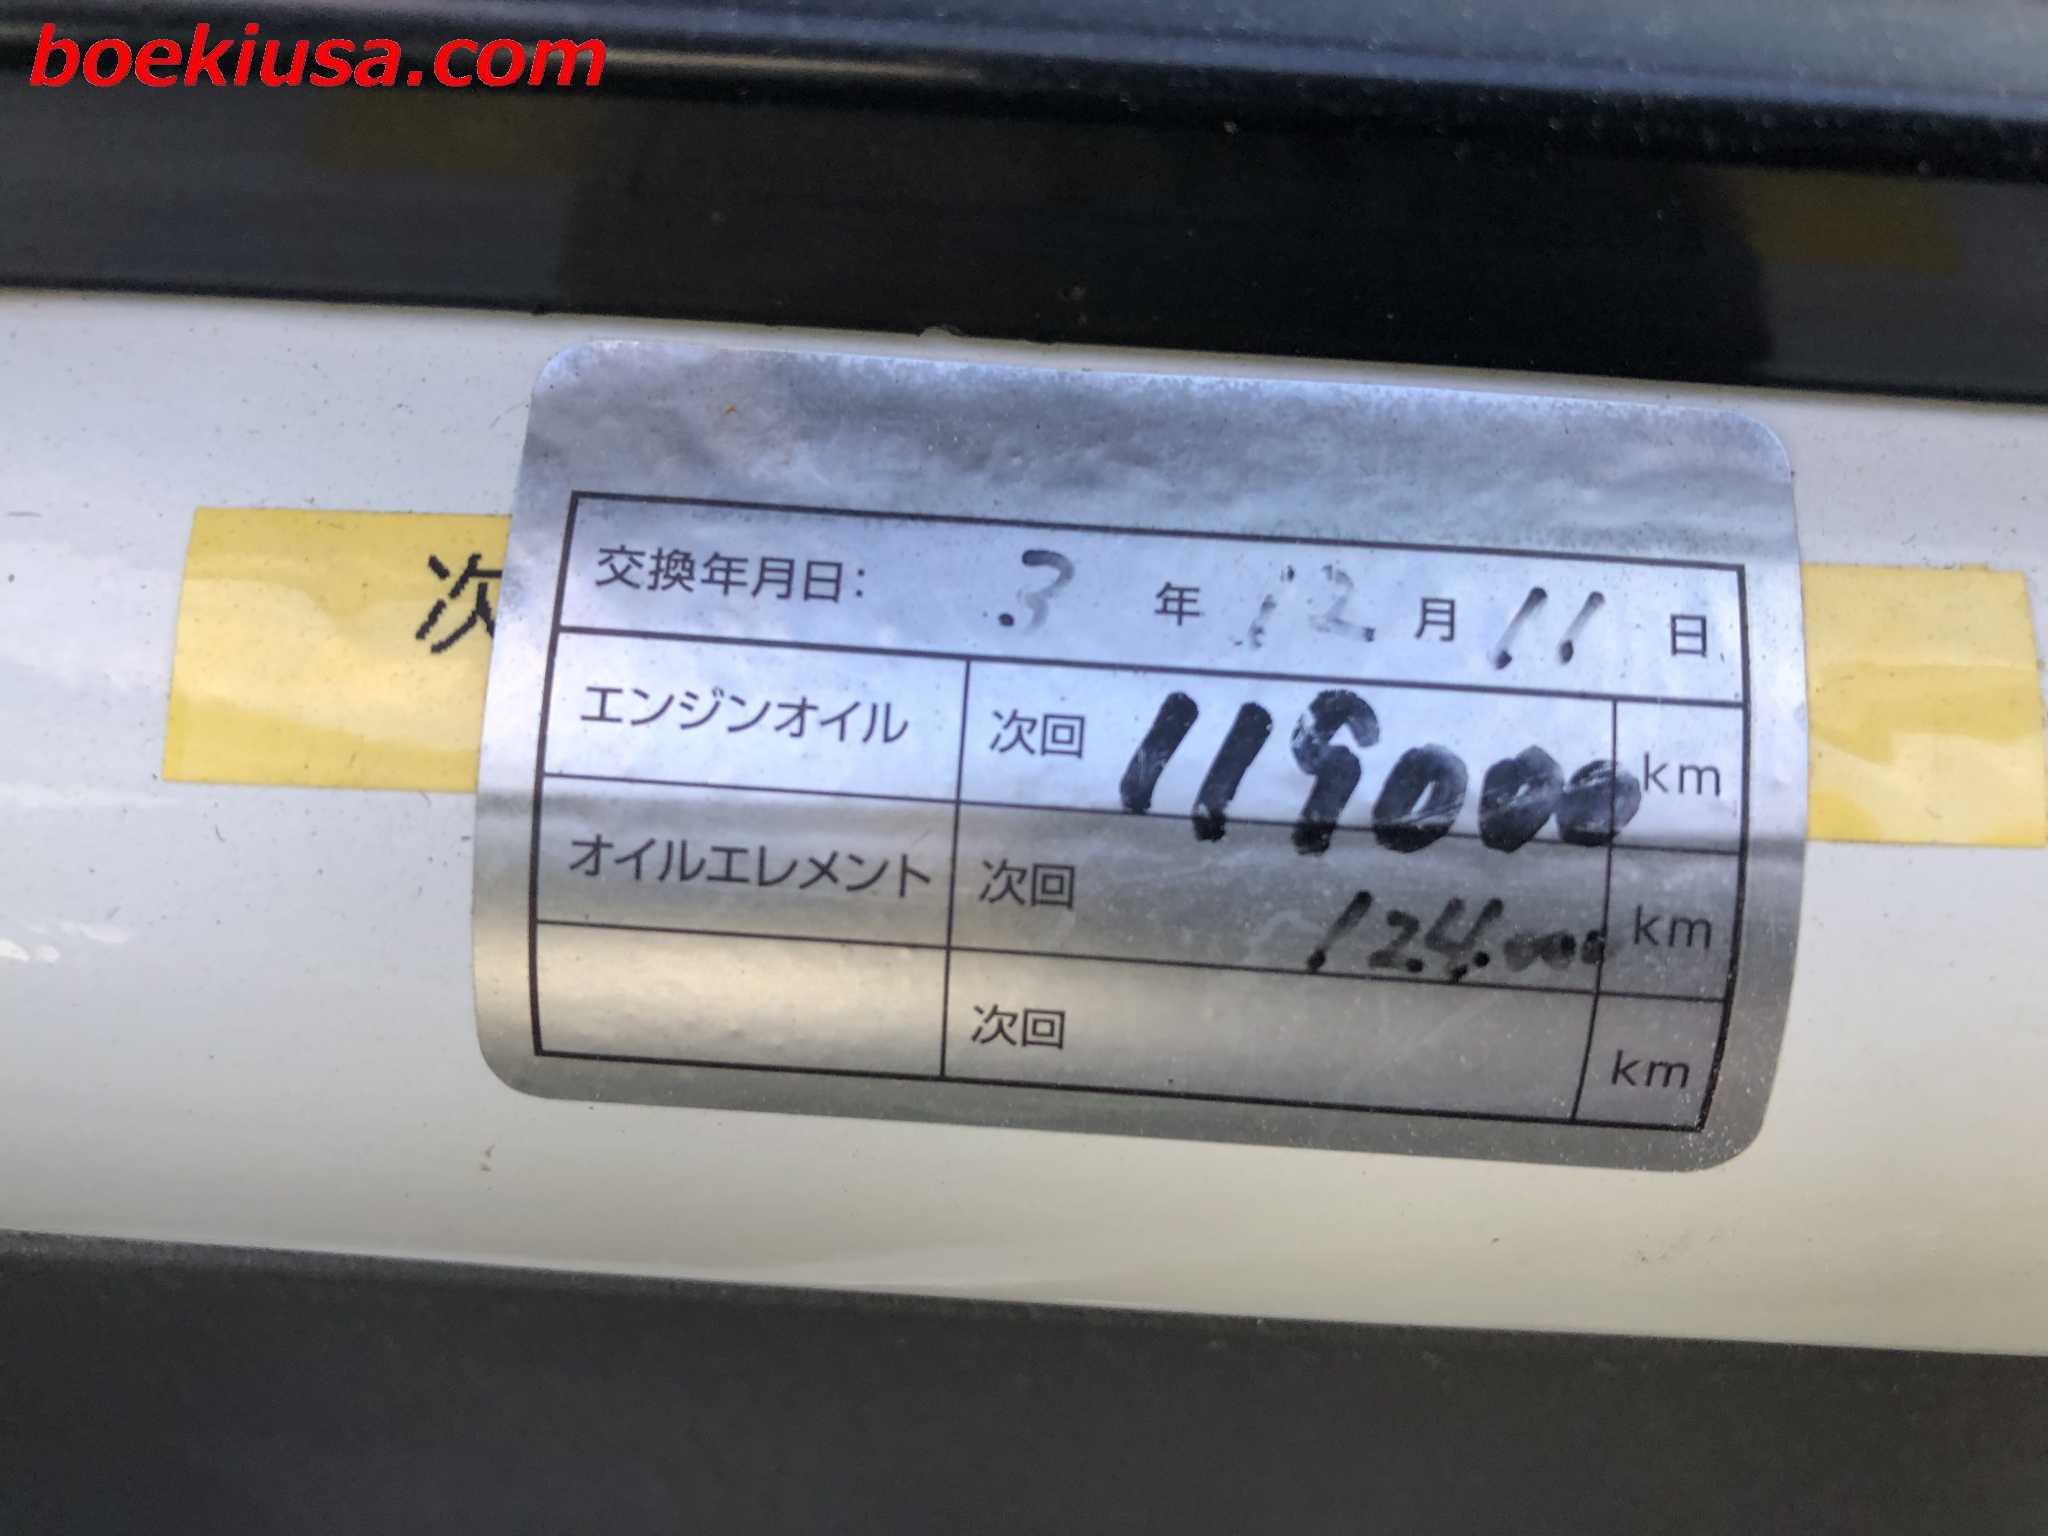 boekiusa.com
次
交換年月日: 3 年 12 月 11 日
エンジンオイル 次回 119000 km
オイルエレメント 次回 124.000 km
次回 km